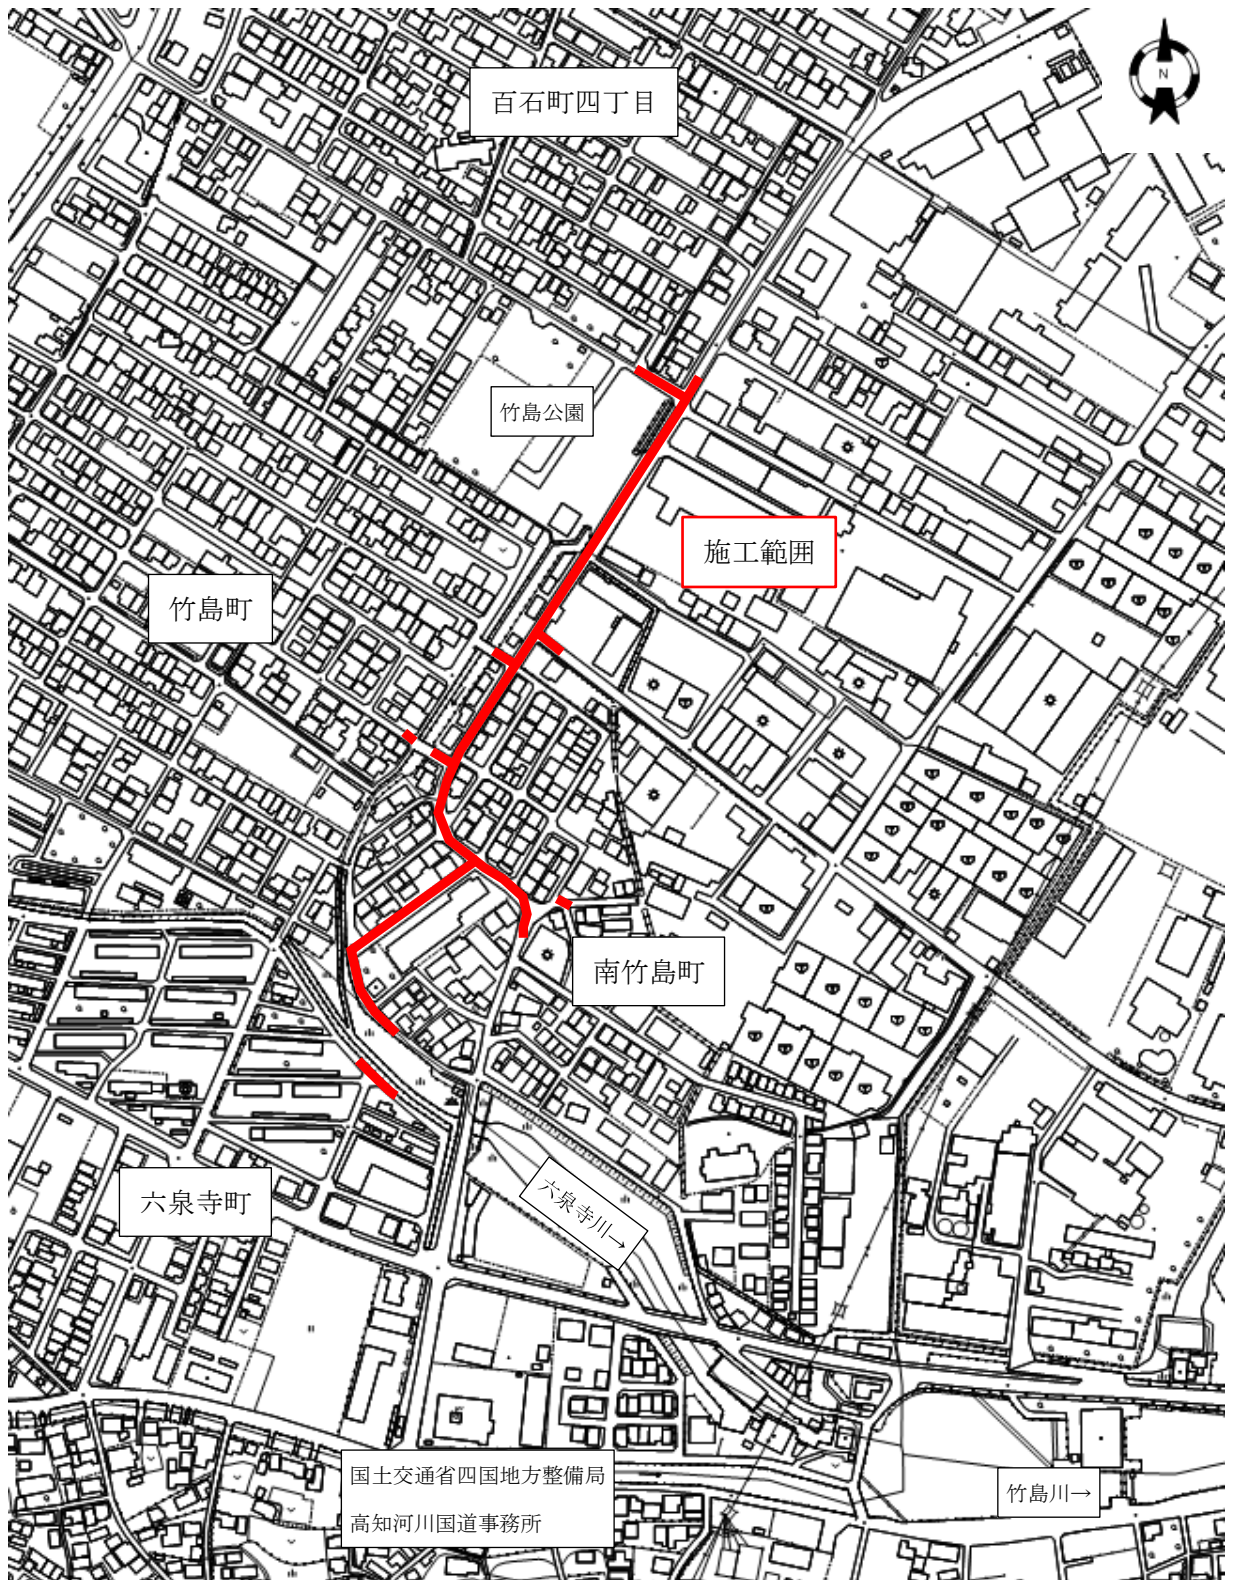 N
百石町四丁目
竹島公園
施工範囲
竹島町
南竹島町
六泉寺町
六泉寺川→
国土交通省四国地方整備局
高知河川国道事務所
竹島川→